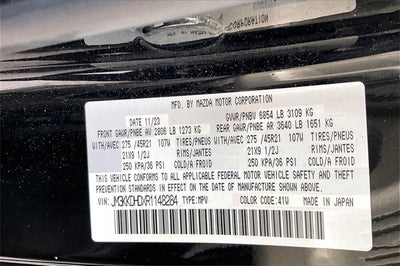 MFD. BY MAZDA MOTOR CORPORATION
DATE 11/23 GVWR/PNBV 6854 LB 3109 KG
FRONT GAWR/PNBE AV 2806 LB 1273 KG REAR GAWR/PNBE AR 3640 LB 1651 KG
WITH/AVEC 275 /45R21 107W TIRES/PNEUS WITH/AVEC 275 /45R21 107W TIRES/PNEUS
21X9 1/2J RIMS/JANTES 21X9 1/2J RIMS/JANTES
250 KPA/36 PSI COLD/A FROID 250 KPA/36 PSI COLD/A FROID
THIS VEHICLE CONFORMS TO ALL APPLICABLE FEDERAL MOTOR VEHICLE SAFETY, BUMPER, AND THEFT
PREVENTION STANDARDS IN EFFECT ON THE DATE OF MANUFACTURE SHOWN ABOVE.
VIN: JM3KKDHDXR1148284 TYPE:MPV COLOR CODE: 41W MADE IN JAPAN